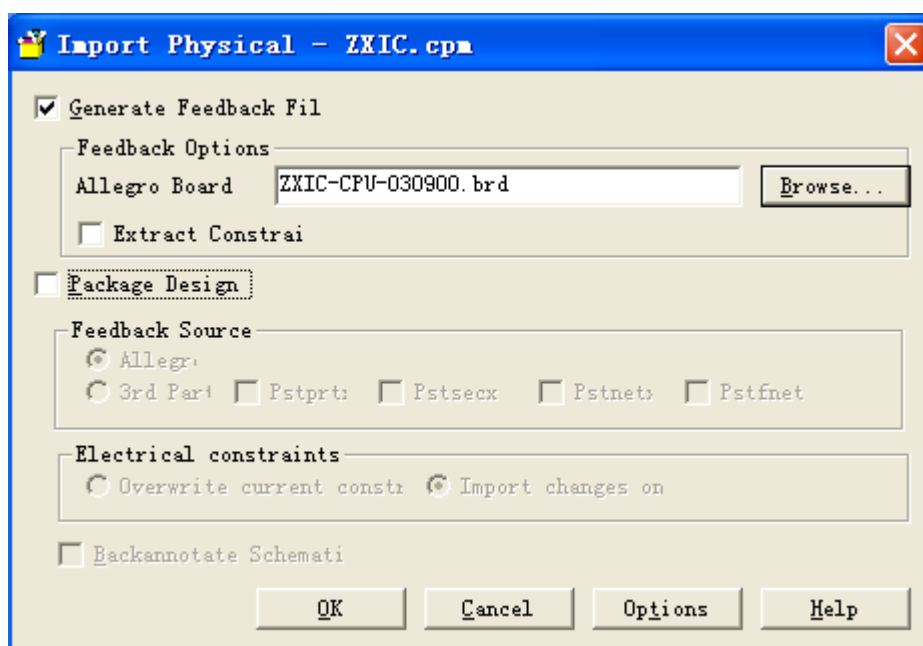 Import Physical - ZXIC.cpm
Generate Feedback Fil
Feedback Options
Allegro Board ZXIC-CPU-030900.brd Browse...
Extract Constrai
Package Design
Feedback Source
Allegr
3rd Part Pstprt Pstsecx Pstnet Pstfnet
Electrical constraints
Overwrite current constr Import changes on
Backannotate Schemati
OK Cancel Options Help